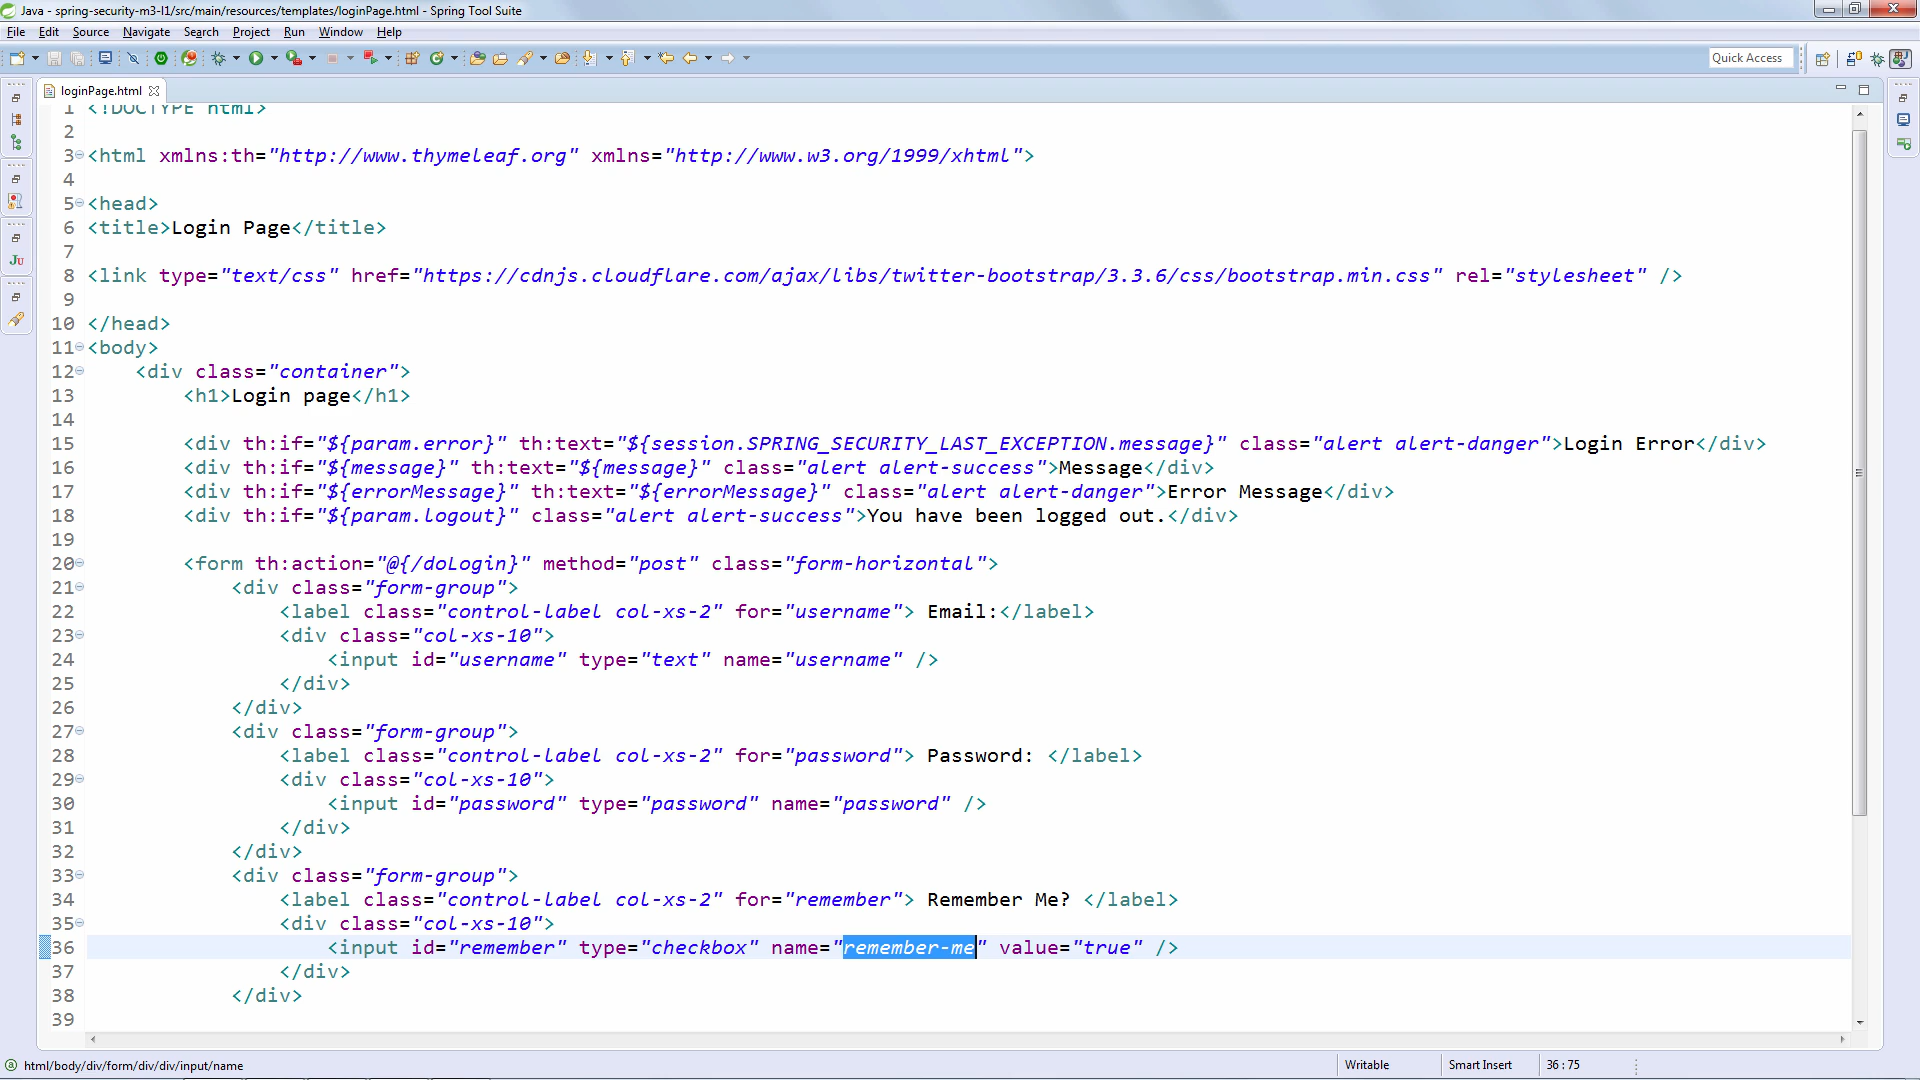 Java - spring-security-m3-l1/src/main/resources/templates/loginPage.html - Spring Tool Suite
File Edit Source Navigate Search Project Run Window Help
Quick Access
loginPage.html
1 <!DOCTYPE html>
2
3 <html xmlns:th="http://www.thymeleaf.org" xmlns="http://www.w3.org/1999/xhtml">
4
5 <head>
6 <title>Login Page</title>
7
8 <link type="text/css" href="https://cdnjs.cloudflare.com/ajax/libs/twitter-bootstrap/3.3.6/css/bootstrap.min.css" rel="stylesheet" />
9
10 </head>
11 <body>
12 <div class="container">
13 <h1>Login page</h1>
14
15 <div th:if="${param.error}" th:text="${session.SPRING_SECURITY_LAST_EXCEPTION.message}" class="alert alert-danger">Login Error</div>
16 <div th:if="${message}" th:text="${message}" class="alert alert-success">Message</div>
17 <div th:if="${errorMessage}" th:text="${errorMessage}" class="alert alert-danger">Error Message</div>
18 <div th:if="${param.logout}" class="alert alert-success">You have been logged out.</div>
19
20 <form th:action="@{/doLogin}" method="post" class="form-horizontal">
21 <div class="form-group">
22 <label class="control-label col-xs-2" for="username"> Email:</label>
23 <div class="col-xs-10">
24 <input id="username" type="text" name="username" />
25 </div>
26 </div>
27 <div class="form-group">
28 <label class="control-label col-xs-2" for="password"> Password: </label>
29 <div class="col-xs-10">
30 <input id="password" type="password" name="password" />
31 </div>
32 </div>
33 <div class="form-group">
34 <label class="control-label col-xs-2" for="remember"> Remember Me? </label>
35 <div class="col-xs-10">
36 <input id="remember" type="checkbox" name="remember-me" value="true" />
37 </div>
38 </div>
39
html/body/div/form/div/div/input/name Writable Smart Insert 36 : 75